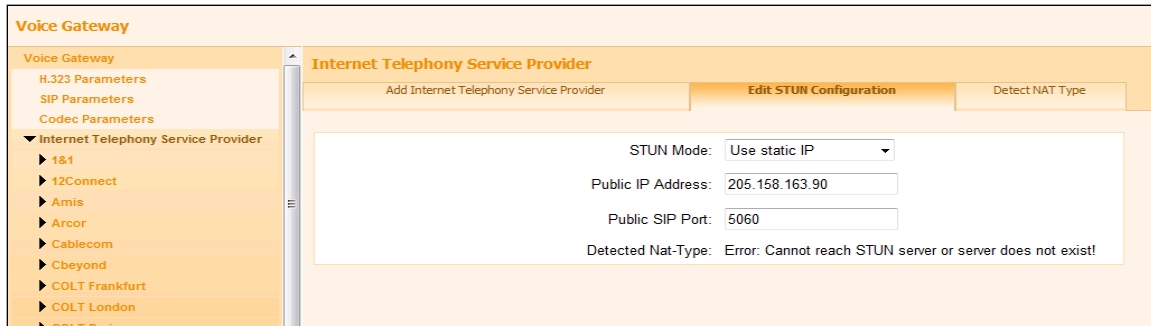 Voice Gateway
Voice Gateway
H.323 Parameters
SIP Parameters
Codec Parameters
Internet Telephony Service Provider
1&1
12Connect
Amis
Arcor
Cablecom
Cbeyond
COLT Frankfurt
COLT London
Internet Telephony Service Provider
Add Internet Telephony Service Provider
Edit STUN Configuration
Detect NAT Type
STUN Mode: Use static IP
Public IP Address: 205.158.163.90
Public SIP Port: 5060
Detected Nat-Type: Error: Cannot reach STUN server or server does not exist!